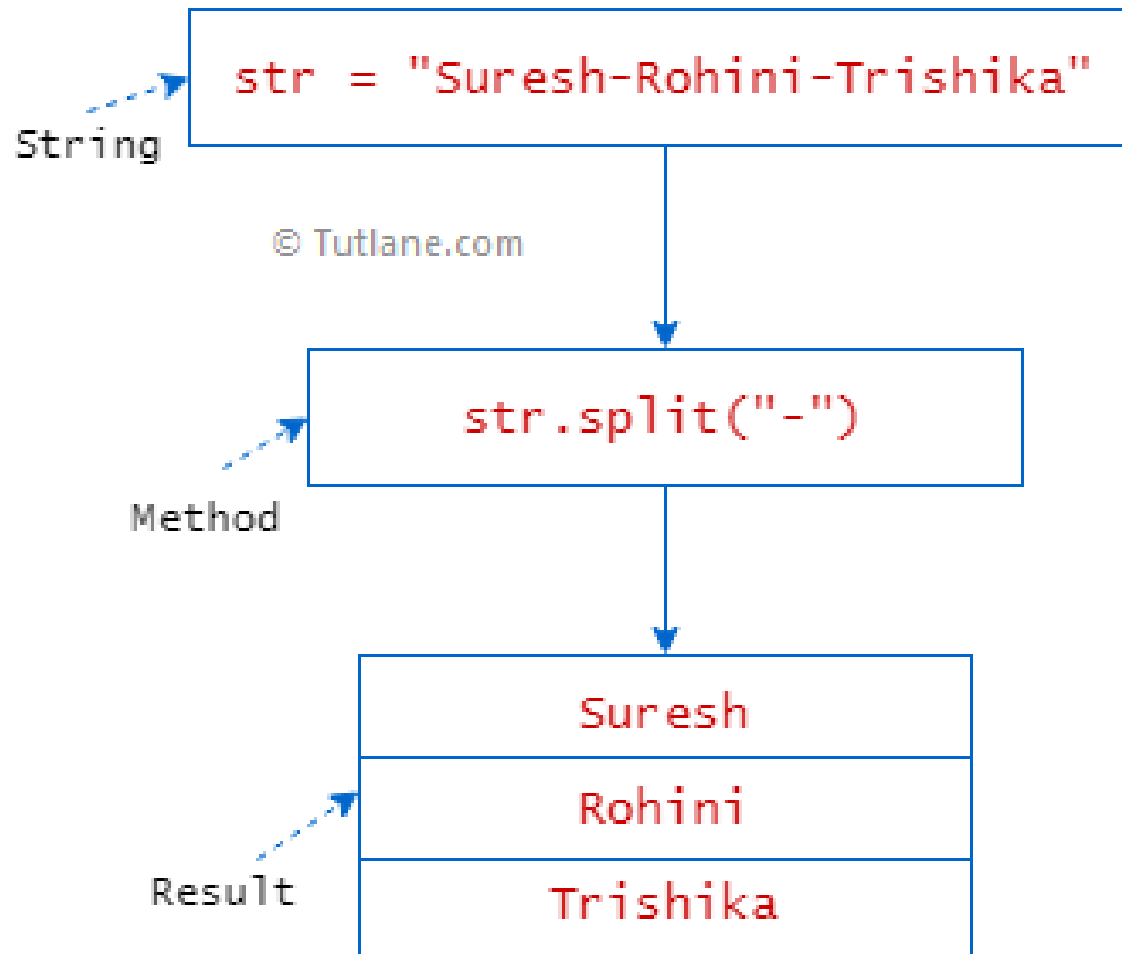 str = "Suresh-Rohini-Trishika"
String
© Tutlane.com
str.split("-")
Method
Suresh
Rohini
Result
Trishika